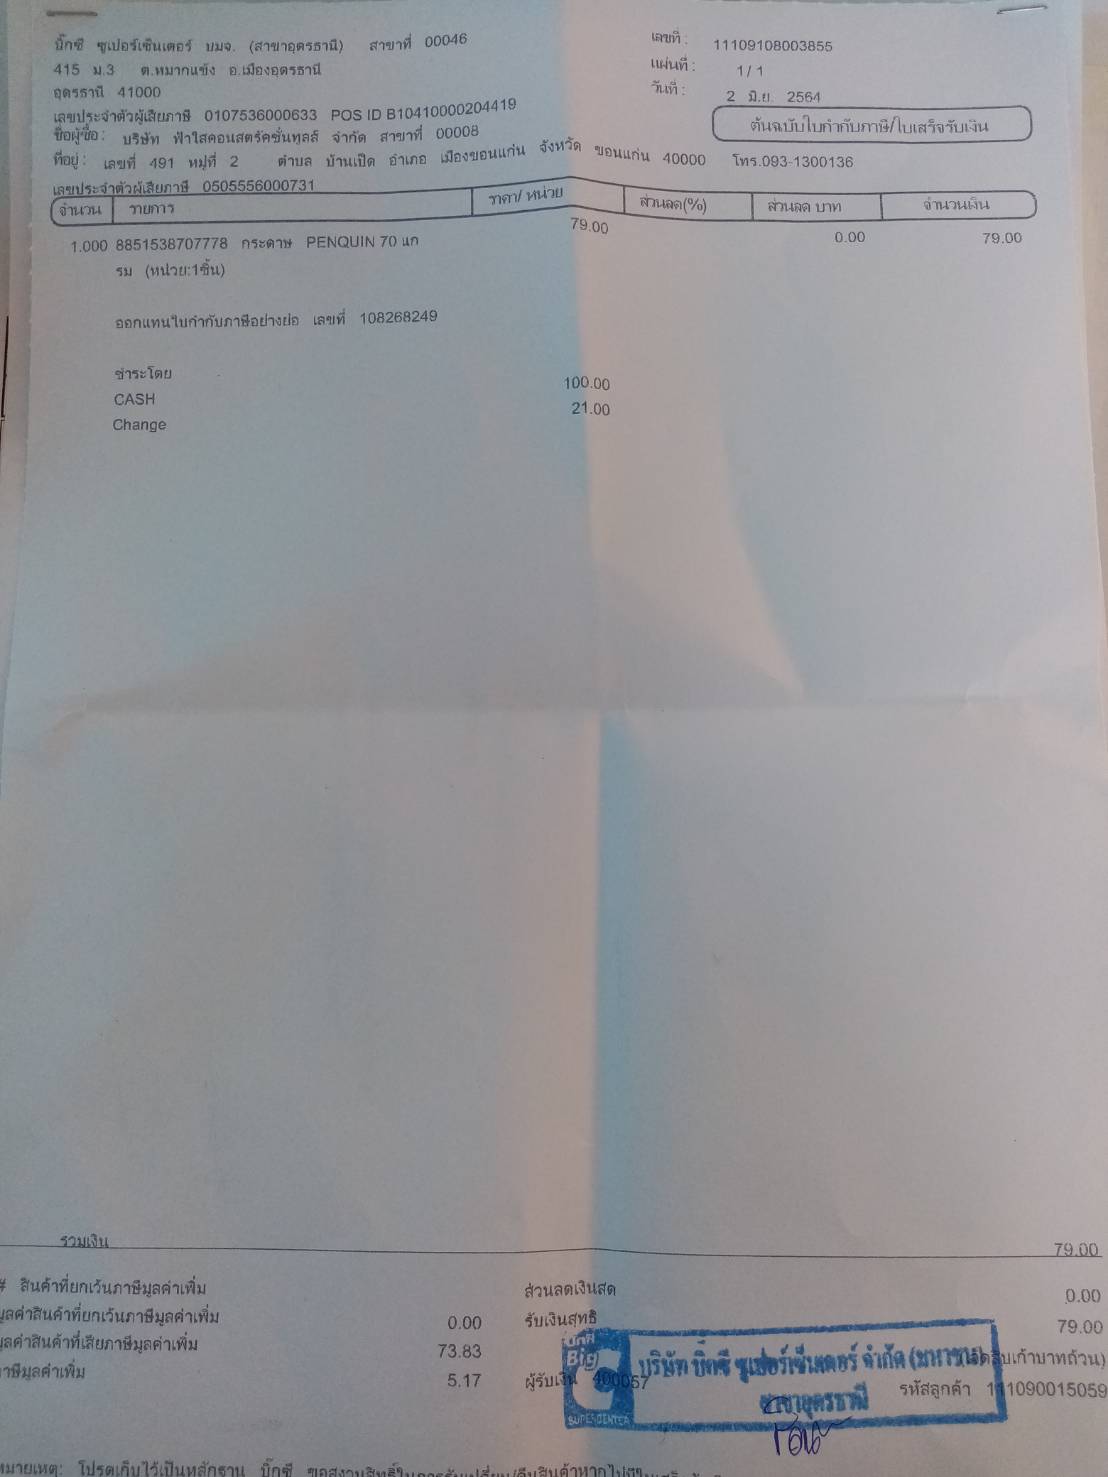 บิ๊กซี ซูเปอร์เซ็นเตอร์ บมจ. (สาขาอุดรธานี) สาขาที่ 00046
เลขที่ : 11109108003855
415 ม.3 ต.หมากแข้ง อ.เมืองอุดรธานี
แผ่นที่ : 1/ 1
อุดรธานี 41000
วันที่ : 2 มิ.ย. 2564
เลขประจำตัวผู้เสียภาษี 0107536000633 POS ID B10410000204419
ต้นฉบับใบกำกับภาษี/ใบเสร็จรับเงิน
ชื่อผู้ซื้อ : บริษัท ฟ้าใสคอนสตรัคชั่นทูลส์ จำกัด สาขาที่ 00008
ที่อยู่ : เลขที่ 491 หมู่ที่ 2 ตำบล บ้านเป็ด อำเภอ เมืองขอนแก่น จังหวัด ขอนแก่น 40000 โทร.093-1300136
เลขประจำตัวผู้เสียภาษี 0505556000731
จำนวน รายการ ราคา/ หน่วย ส่วนลด(%) ส่วนลด บาท จำนวนเงิน
1.000 8851538707778 กระดาษ PENQUIN 70 แก 79.00 0.00 79.00
รม (หน่วย:1ชิ้น)
ออกแทนใบกำกับภาษีอย่างย่อ เลขที่ 108268249
ชำระโดย
CASH 100.00
Change 21.00
รวมเงิน 79.00
# สินค้าที่ยกเว้นภาษีมูลค่าเพิ่ม ส่วนลดเงินสด 0.00
มูลค่าสินค้าที่ยกเว้นภาษีมูลค่าเพิ่ม 0.00 รับเงินสุทธิ 79.00
มูลค่าสินค้าที่เสียภาษีมูลค่าเพิ่ม 73.83
ภาษีมูลค่าเพิ่ม 5.17 ผู้รับเงิน 400057
บิ๊กซี
Big
C
SUPERCENTER
บริษัท บิ๊กซี ซูเปอร์เซ็นเตอร์ จำกัด (มหาชน)
สาขาอุดรธานี
(เจ็ดสิบเก้าบาทถ้วน)
รหัสลูกค้า 111090015059
หมายเหตุ: โปรดเก็บไว้เป็นหลักฐาน บิ๊กซี ขอสงวนสิทธิ์ในการรับเปลี่ยน/คืนสินค้าหากไม่มี